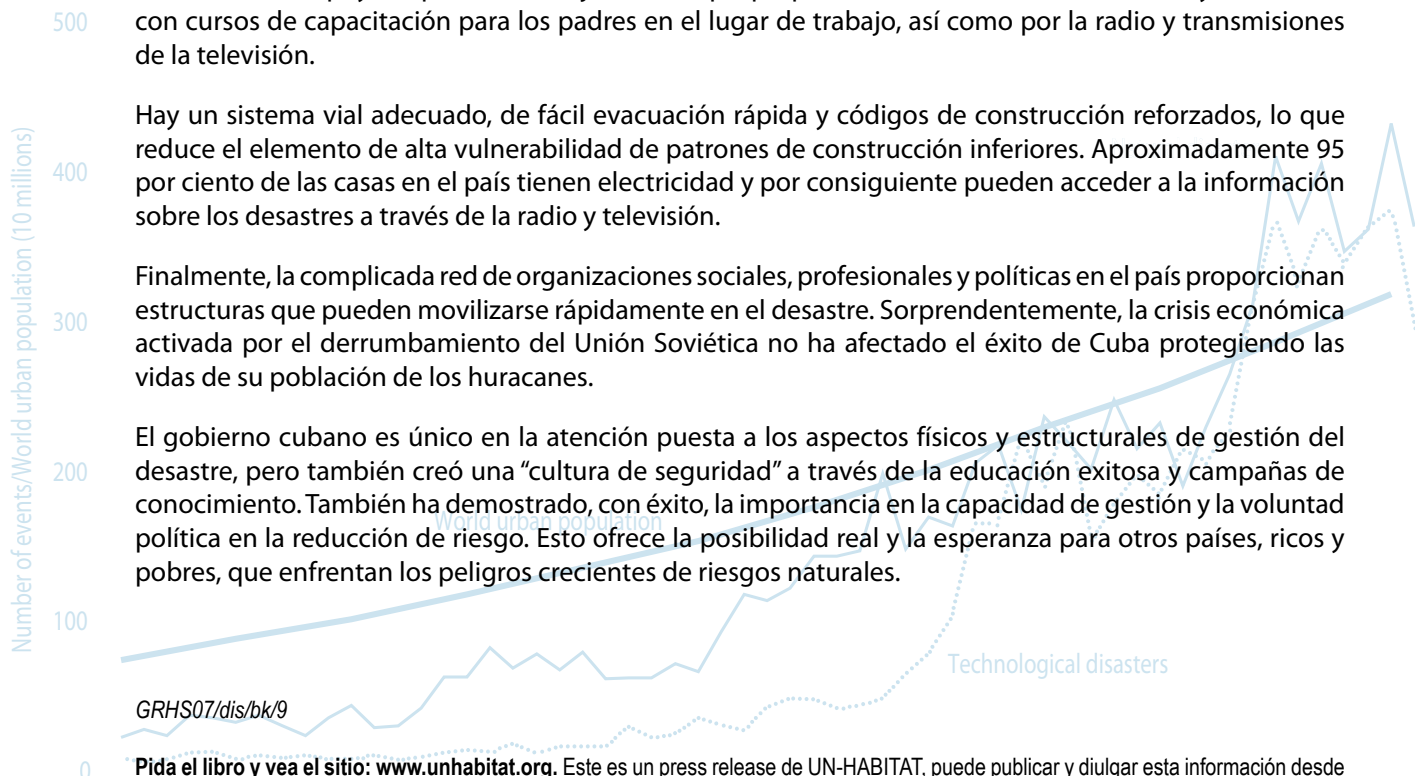 con cursos de capacitación para los padres en el lugar de trabajo, así como por la radio y transmisiones
de la televisión.
Hay un sistema vial adecuado, de fácil evacuación rápida y códigos de construcción reforzados, lo que
reduce el elemento de alta vulnerabilidad de patrones de construcción inferiores. Aproximadamente 95
por ciento de las casas en el país tienen electricidad y por consiguiente pueden acceder a la información
sobre los desastres a través de la radio y televisión.
Finalmente, la complicada red de organizaciones sociales, profesionales y políticas en el país proporcionan
estructuras que pueden movilizarse rápidamente en el desastre. Sorprendentemente, la crisis económica
activada por el derrumbamiento del Unión Soviética no ha afectado el éxito de Cuba protegiendo las
vidas de su población de los huracanes.
El gobierno cubano es único en la atención puesta a los aspectos físicos y estructurales de gestión del
desastre, pero también creó una “cultura de seguridad” a través de la educación exitosa y campañas de
conocimiento. También ha demostrado, con éxito, la importancia en la capacidad de gestión y la voluntad
política en la reducción de riesgo. Esto ofrece la posibilidad real y la esperanza para otros países, ricos y
pobres, que enfrentan los peligros crecientes de riesgos naturales.
GRHS07/dis/bk/9
Pida el libro y vea el sitio: www.unhabitat.org. Este es un press release de UN-HABITAT, puede publicar y diulgar esta información desde
Number of events/World urban population (10 millions)
500
400
300
200
100
0
World urban population
Technological disasters